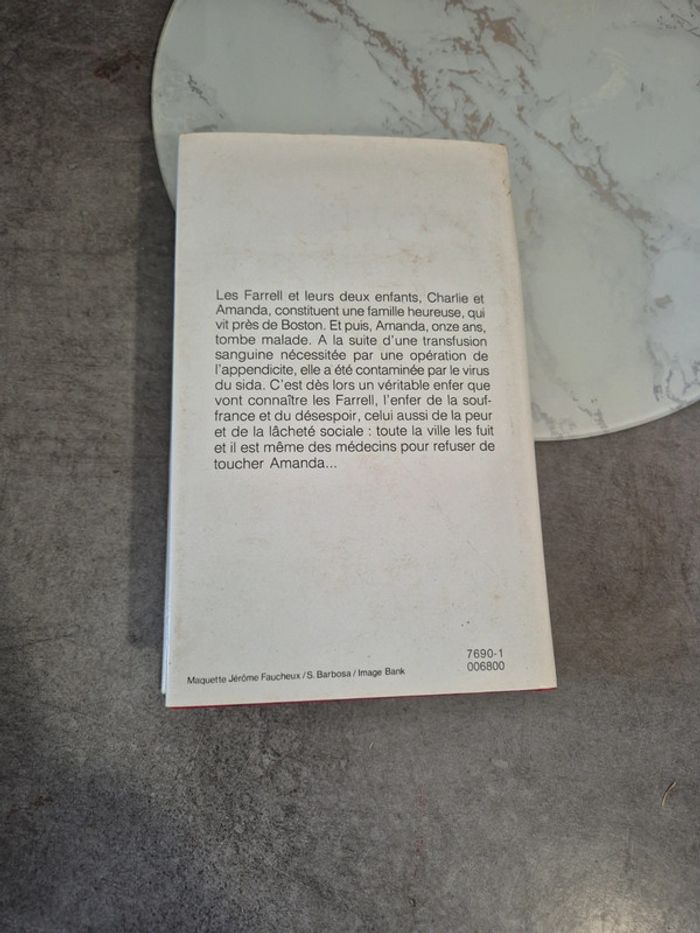 Les Farrell et leurs deux enfants, Charlie et
Amanda, constituent une famille heureuse, qui
vit près de Boston. Et puis, Amanda, onze ans,
tombe malade. A la suite d'une transfusion
sanguine nécessitée par une opération de
l'appendicite, elle a été contaminée par le virus
du sida. C'est dès lors un véritable enfer que
vont connaître les Farrell, l'enfer de la souf-
france et du désespoir, celui aussi de la peur
et de la lâcheté sociale : toute la ville les fuit
et il est même des médecins pour refuser de
toucher Amanda...
7690-1
006800
Maquette Jérôme Faucheux / S. Barbosa / Image Bank